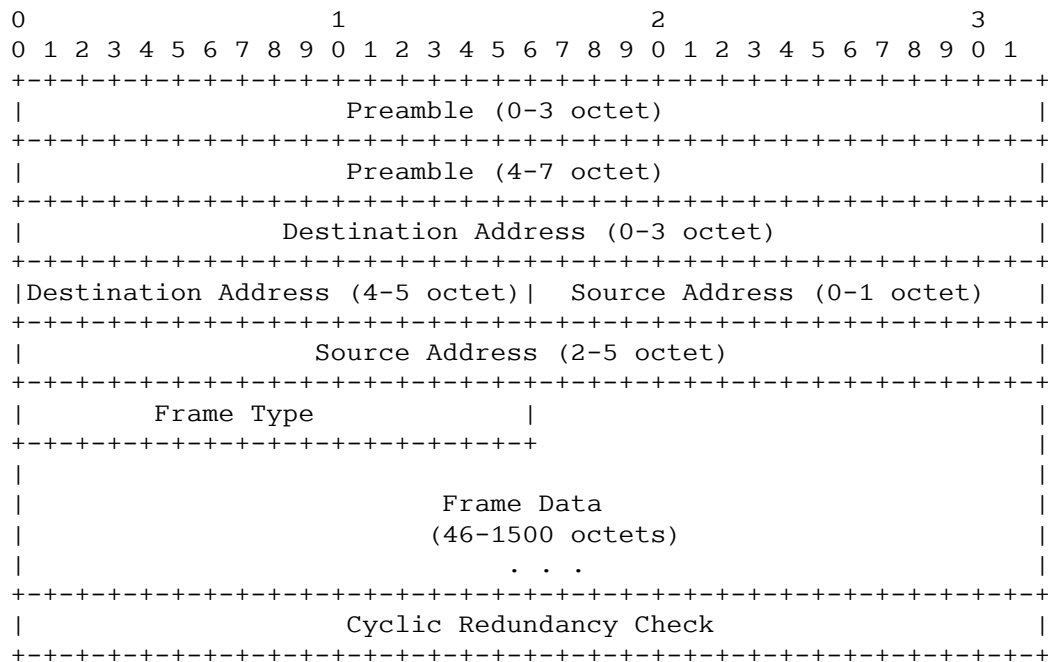 0                   1                   2                   3
0 1 2 3 4 5 6 7 8 9 0 1 2 3 4 5 6 7 8 9 0 1 2 3 4 5 6 7 8 9 0 1
+-+-+-+-+-+-+-+-+-+-+-+-+-+-+-+-+-+-+-+-+-+-+-+-+-+-+-+-+-+-+-+-+
|                    Preamble (0-3 octet)                       |
+-+-+-+-+-+-+-+-+-+-+-+-+-+-+-+-+-+-+-+-+-+-+-+-+-+-+-+-+-+-+-+-+
|                    Preamble (4-7 octet)                       |
+-+-+-+-+-+-+-+-+-+-+-+-+-+-+-+-+-+-+-+-+-+-+-+-+-+-+-+-+-+-+-+-+
|                Destination Address (0-3 octet)                |
+-+-+-+-+-+-+-+-+-+-+-+-+-+-+-+-+-+-+-+-+-+-+-+-+-+-+-+-+-+-+-+-+
|Destination Address (4-5 octet)|  Source Address (0-1 octet)   |
+-+-+-+-+-+-+-+-+-+-+-+-+-+-+-+-+-+-+-+-+-+-+-+-+-+-+-+-+-+-+-+-+
|                  Source Address (2-5 octet)                   |
+-+-+-+-+-+-+-+-+-+-+-+-+-+-+-+-+-+-+-+-+-+-+-+-+-+-+-+-+-+-+-+-+
|        Frame Type             |                               |
+-+-+-+-+-+-+-+-+-+-+-+-+-+-+-+-+                               |
|                                                               |
|                          Frame Data                           |
|                         (46-1500 octets)                      |
|                              . . .                            |
+-+-+-+-+-+-+-+-+-+-+-+-+-+-+-+-+-+-+-+-+-+-+-+-+-+-+-+-+-+-+-+-+
|                    Cyclic Redundancy Check                    |
+-+-+-+-+-+-+-+-+-+-+-+-+-+-+-+-+-+-+-+-+-+-+-+-+-+-+-+-+-+-+-+-+